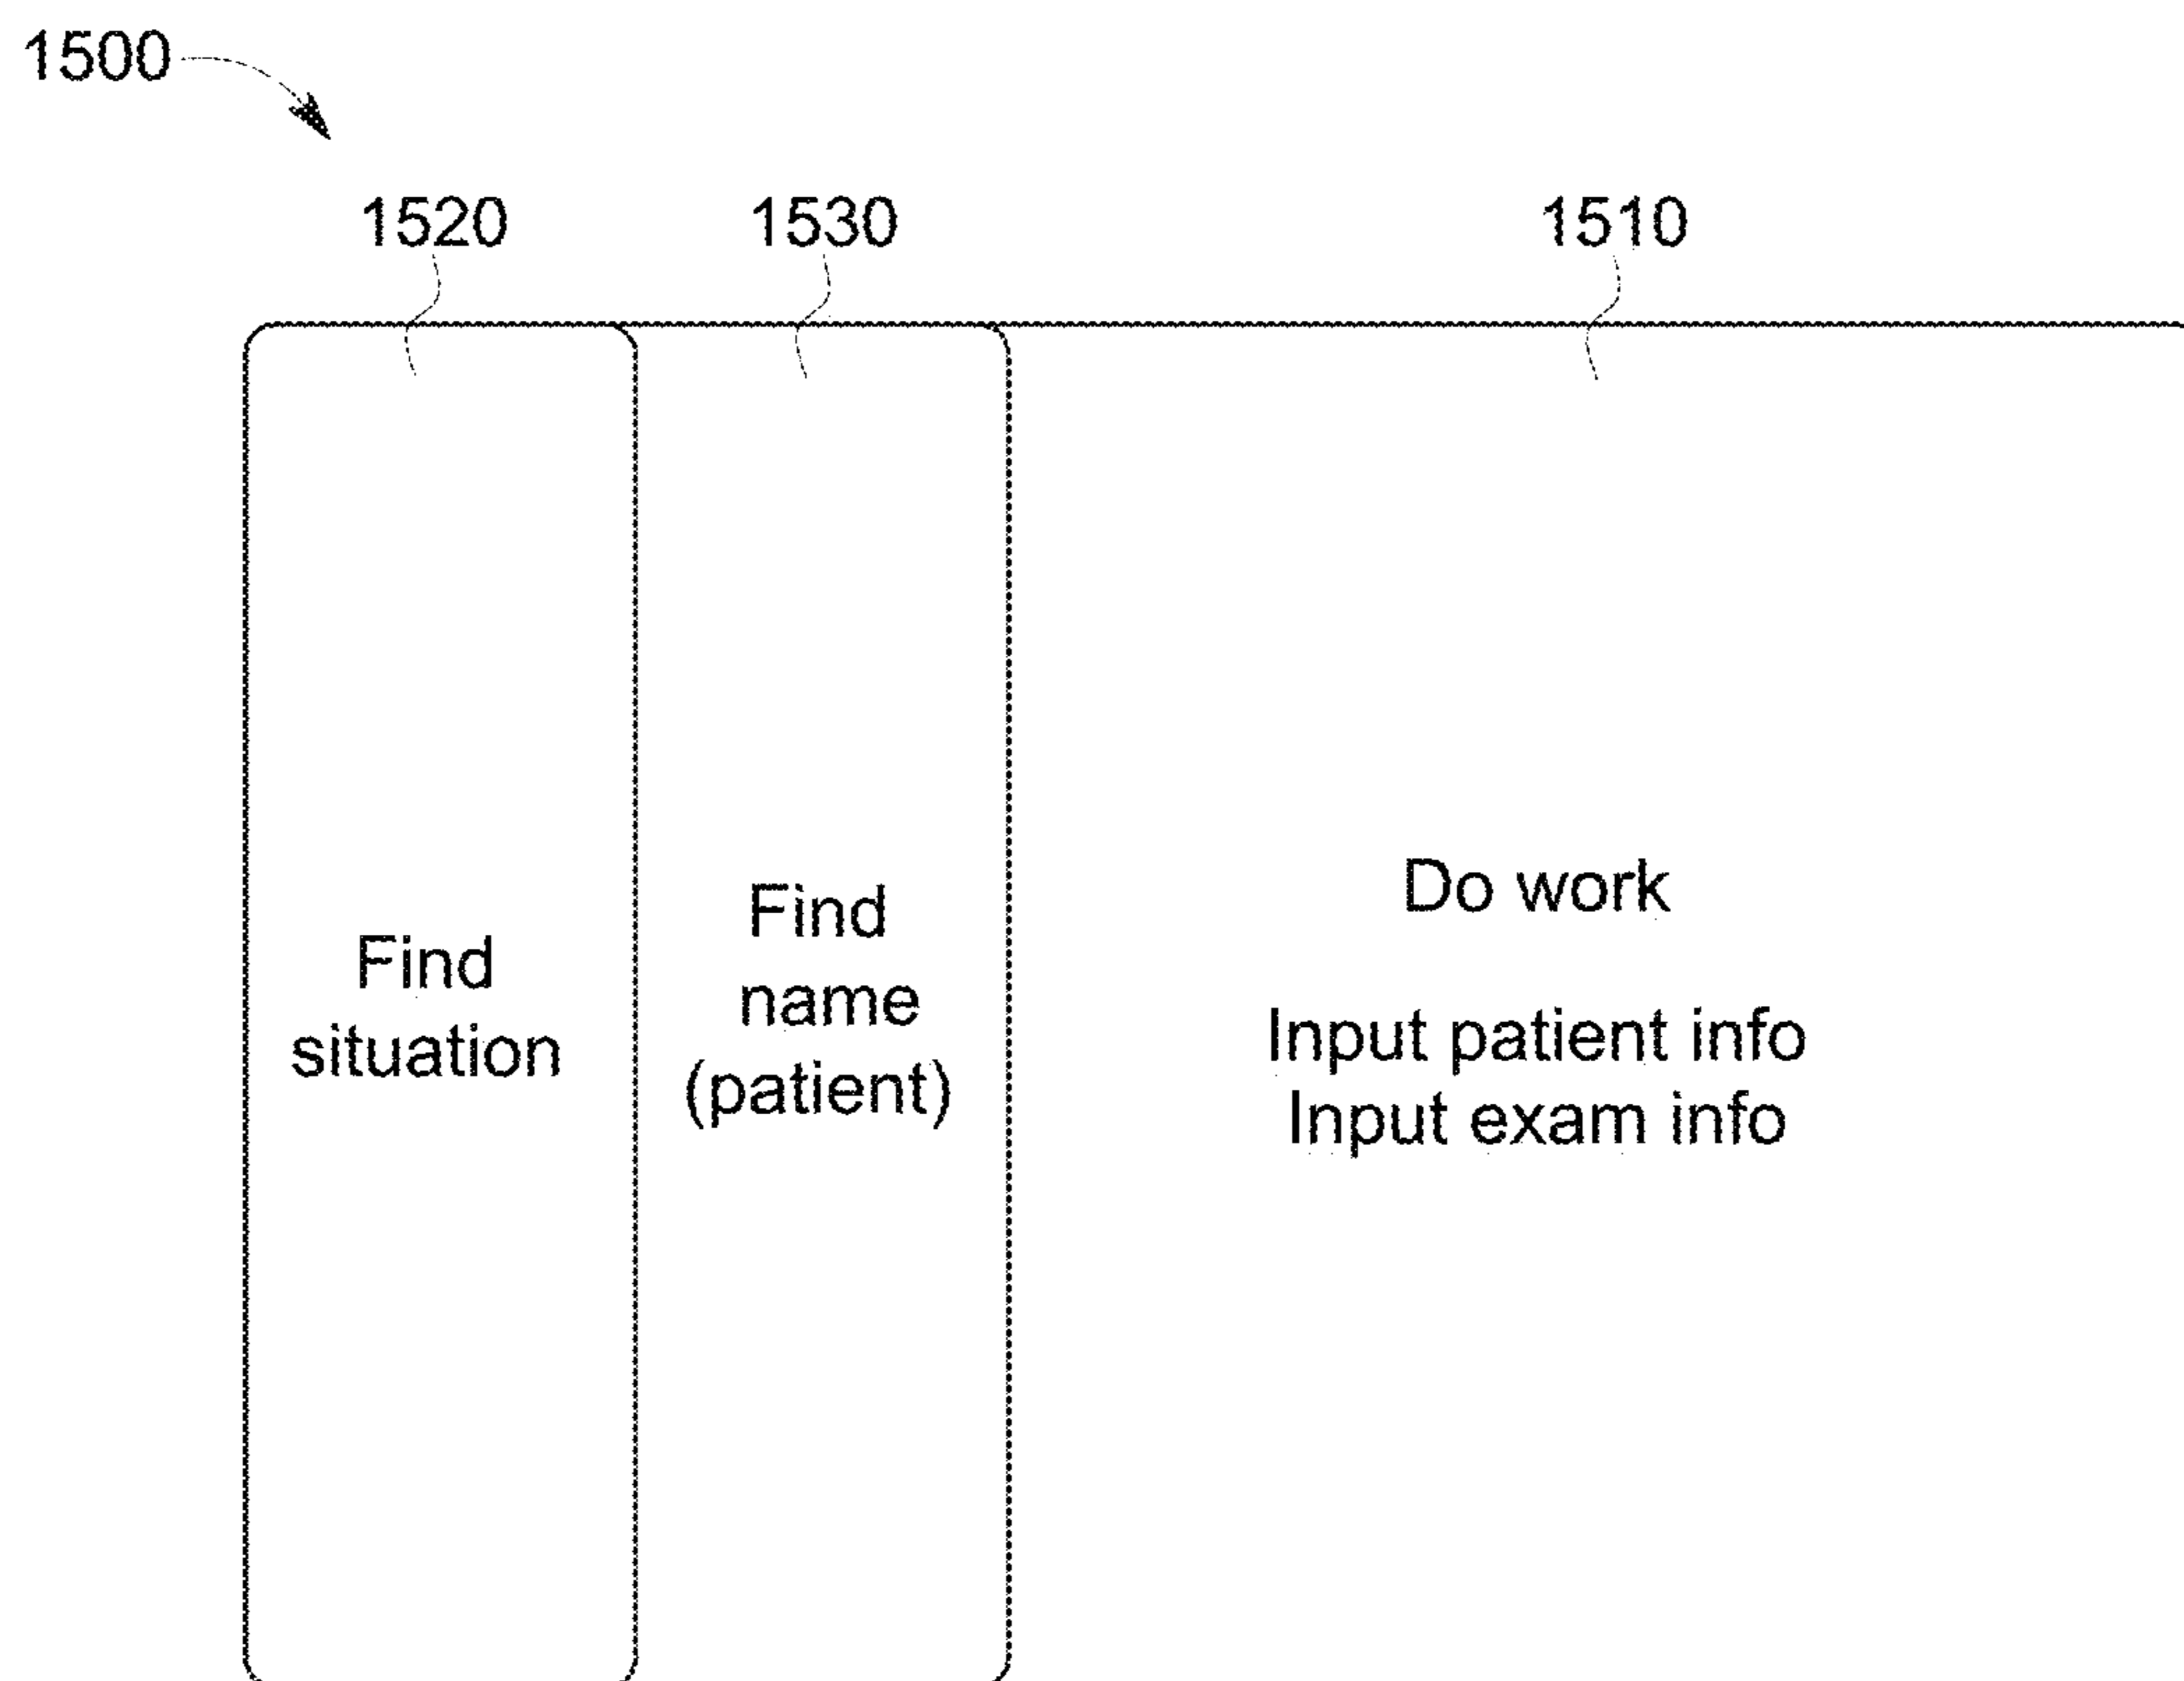 1500
1520
1530
1510
Find
situation
Find
name
(patient)
Do work
Input patient info
Input exam info